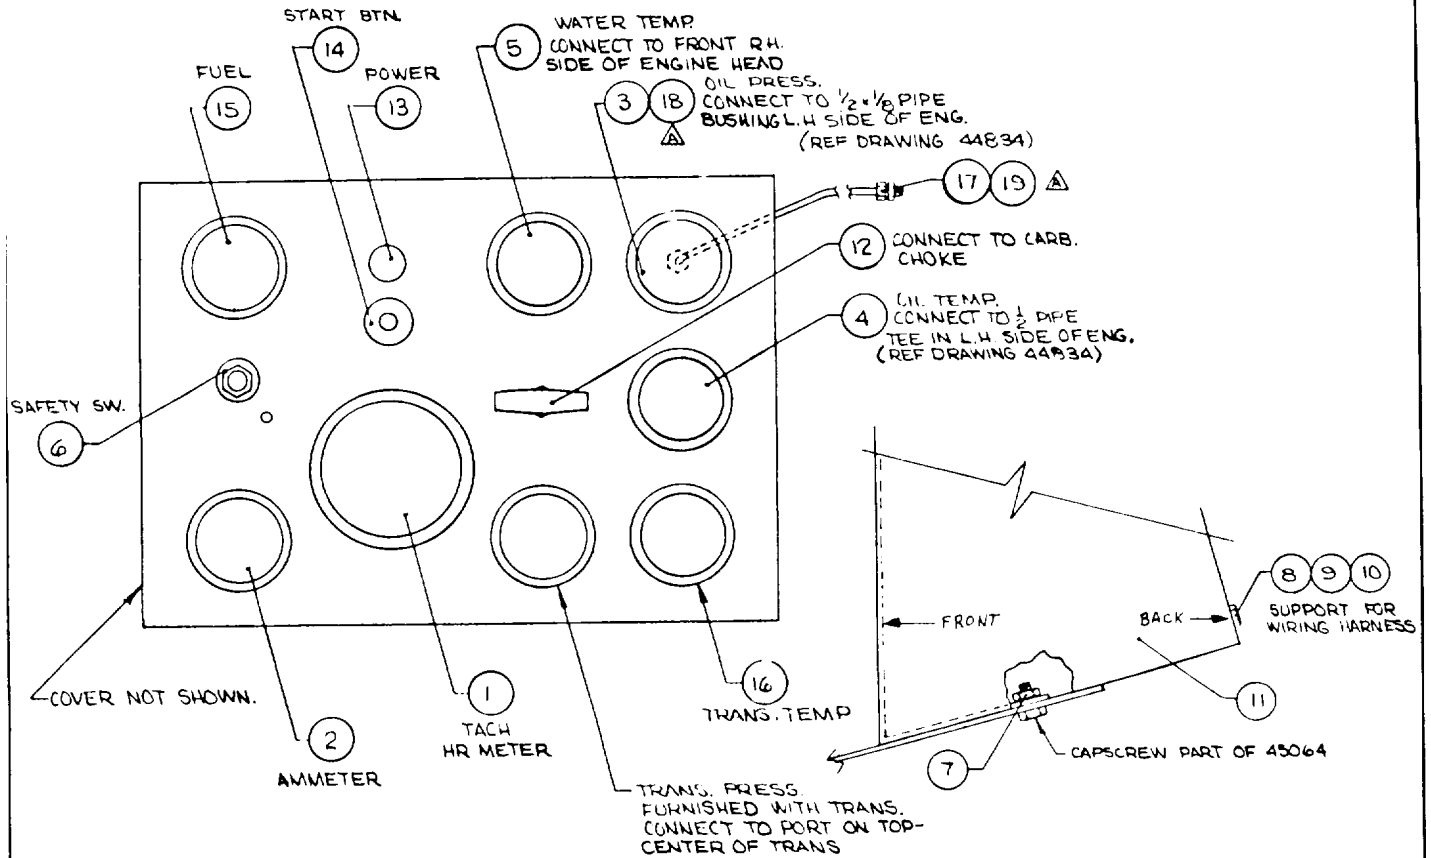 START BTN.
14
WATER TEMP.
5
CONNECT TO FRONT R.H.
SIDE OF ENGINE HEAD
FUEL
15
POWER
13
OIL PRESS.
3 18
CONNECT TO 1/2 x 1/8 PIPE
BUSHING L.H SIDE OF ENG.
A
(REF DRAWING 44834)
17 19 A
12
CONNECT TO CARB.
CHOKE
OIL TEMP.
4
CONNECT TO 1/2 PIPE
TEE IN L.H. SIDE OF ENG.
(REF DRAWING 44834)
SAFETY SW.
6
8 9 10
SUPPORT FOR
WIRING HARNESS
FRONT
BACK
COVER NOT SHOWN.
1
TACH
HR METER
16
TRANS. TEMP
11
2
AMMETER
7
CAPSCREW PART OF 45064
TRANS. PRESS.
FURNISHED WITH TRANS.
CONNECT TO PORT ON TOP-
CENTER OF TRANS